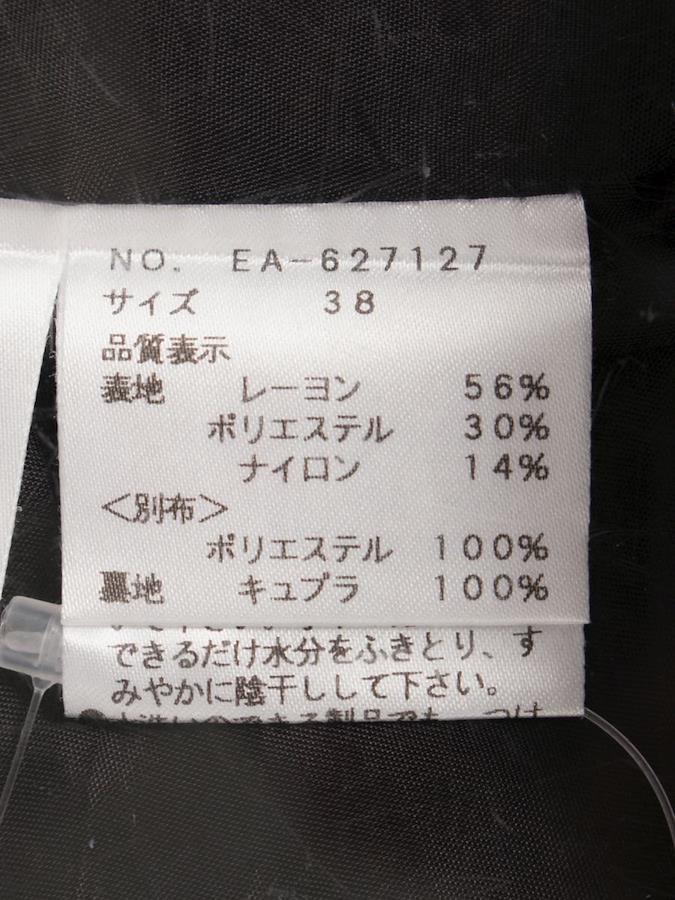 NO. EA-627127
サイズ 38
品質表示
表地 レーヨン 56%
ポリエステル 30%
ナイロン 14%
<別布>
ポリエステル 100%
裏地 キュプラ 100%
できるだけ水分をふきとり、す
みやかに陰干しして下さい。